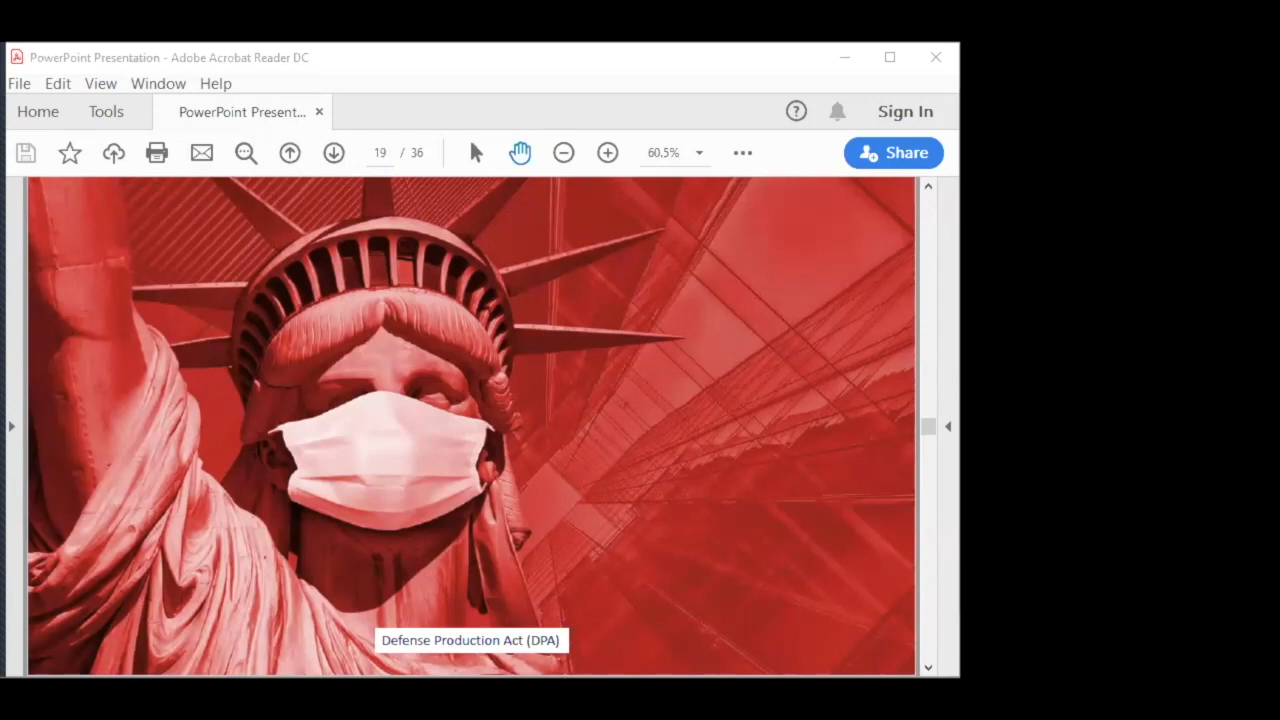 PowerPoint Presentation - Adobe Acrobat Reader DC
File Edit View Window Help
Home Tools PowerPoint Present... ×
? Sign In
19 / 36 60.5% Share
Defense Production Act (DPA)